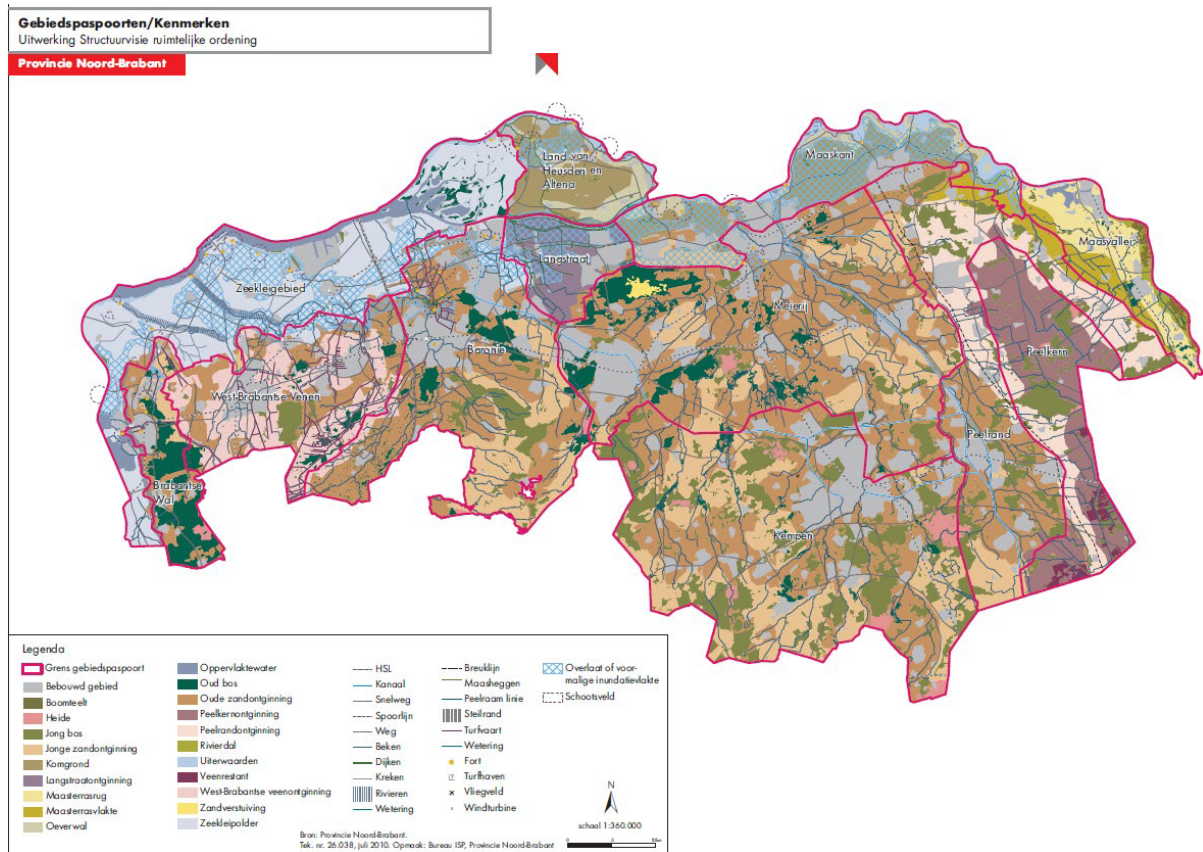 Gebiedspaspoorten/Kenmerken
Uitwerking Structuurvisie ruimtelijke ordening
Provincie Noord-Brabant
Land van
Heusden en
Altena
Maaskant
Maasvallei
Langstraat
Zeekleigebied
Meierij
Baronie
Peelkern
West-Brabantse Venen
Peelrand
Brabantse
Wal
Kempen
Legenda
Grens gebiedspaspoort
Bebouwd gebied
Boomteelt
Heide
Jong bos
Jonge zandontginning
Komgrond
Langstraatontginning
Maasterrasrug
Maasterrasvlakte
Oeverwal
Oppervlaktewater
Oud bos
Oude zandontginning
Peelkernontginning
Peelrandontginning
Rivierdal
Uiterwaarden
Veenrestant
West-Brabantse veenontginning
Zandverstuiving
Zeekleipolder
HSL
Kanaal
Snelweg
Spoorlijn
Weg
Beken
Dijken
Kreken
Rivieren
Wetering
Breuklijn
Maasheggen
Peelraam linie
Steilrand
Turfvaart
Wetering
Fort
Turfhaven
Vliegveld
Windturbine
Overlaat of voor-
malige inundatievlakte
Schootsveld
N
schaal 1:360.000
Bron: Provincie Noord-Brabant.
Tek. nr. 26.038, juli 2010. Opmaak: Bureau ISP, Provincie Noord-Brabant